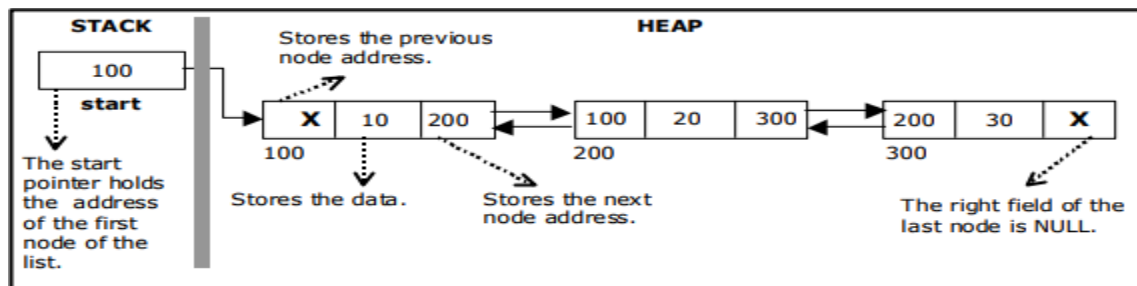 STACK
HEAP
100
start
The start
pointer holds
the address
of the first
node of the
list.
Stores the previous
node address.
X 10 200
100
Stores the data.
Stores the next
node address.
100 20 300
200
200 30 X
300
The right field of the
last node is NULL.